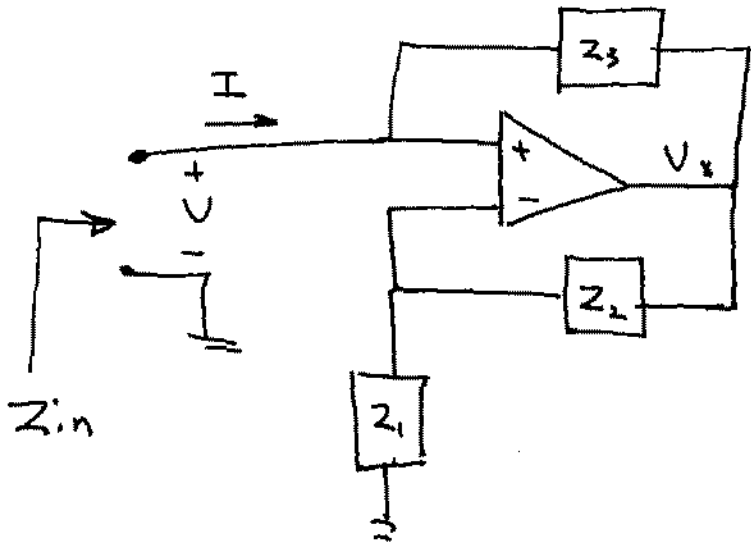 Z₃
I
+
V
-
+
-
Vₓ
Z₂
Zin
Z₁